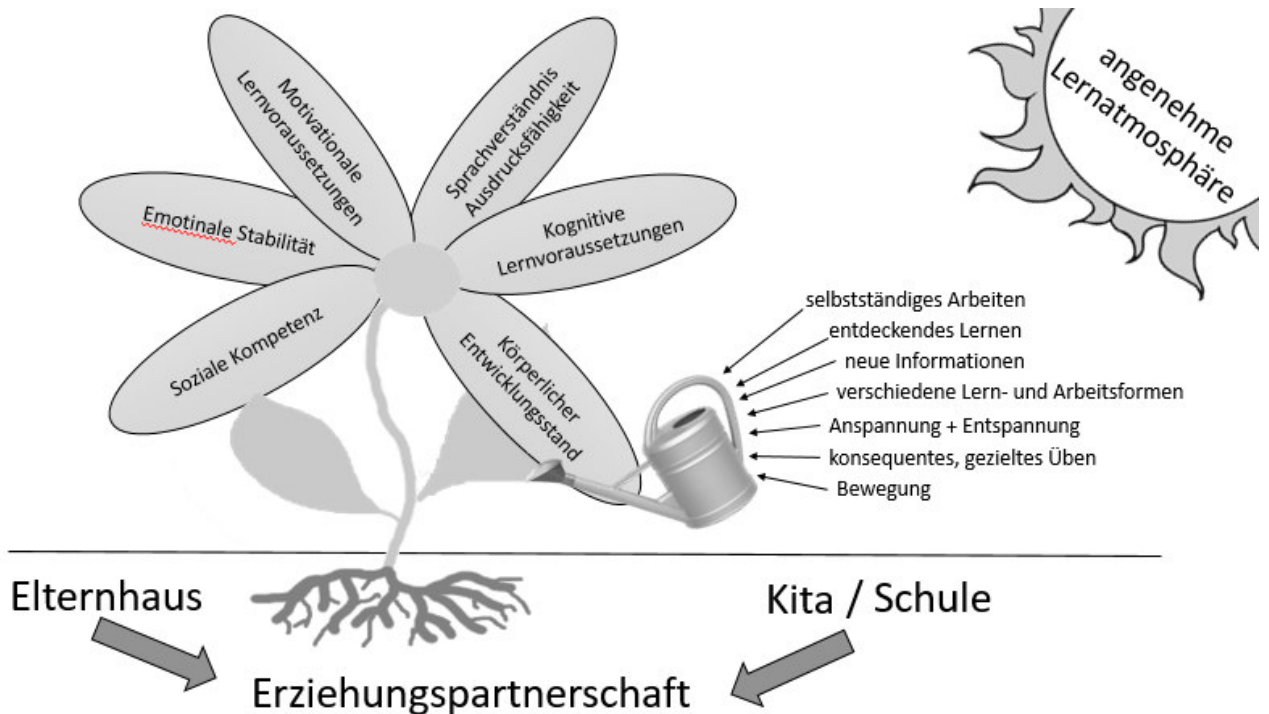 angenehme
Lernatmosphäre
Motivationale
Lernvoraussetzungen
Sprachverständnis
Ausdrucksfähigkeit
Emotinale Stabilität
Kognitive
Lernvoraussetzungen
Soziale Kompetenz
Körperlicher
Entwicklungsstand
selbstständiges Arbeiten
entdeckendes Lernen
neue Informationen
verschiedene Lern- und Arbeitsformen
Anspannung + Entspannung
konsequentes, gezieltes Üben
Bewegung
Elternhaus
Kita / Schule
Erziehungspartnerschaft